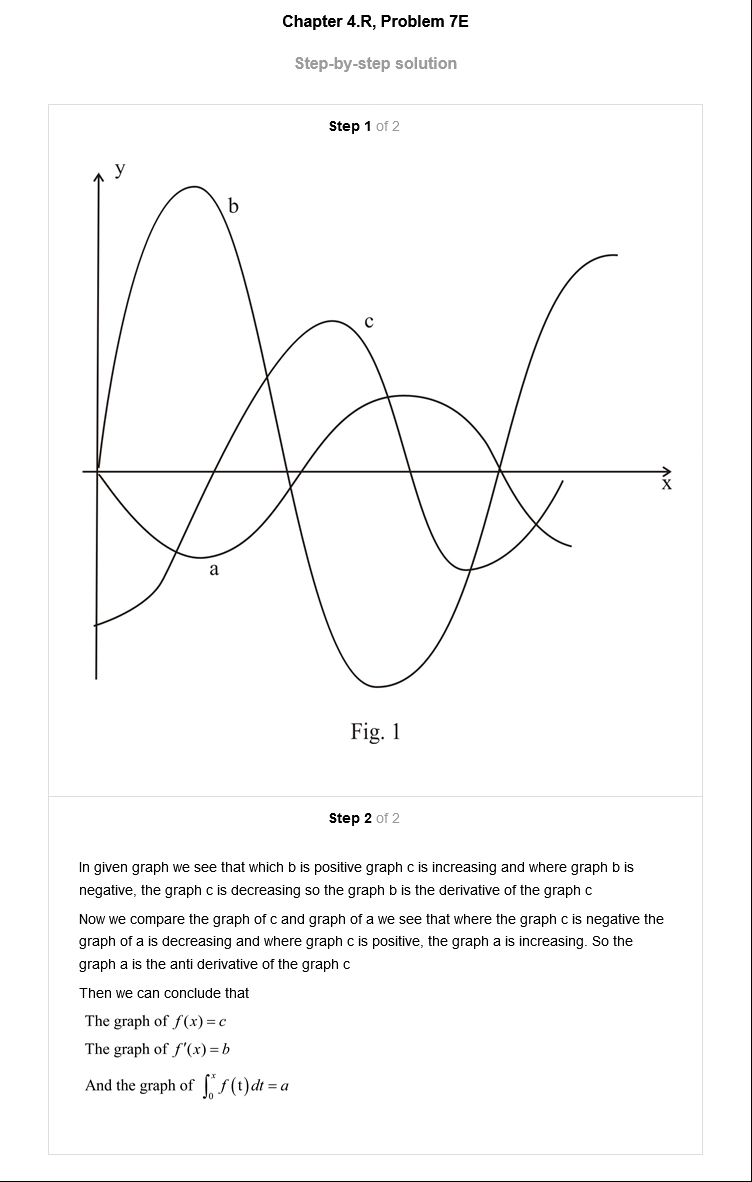 Chapter 4.R, Problem 7E
Step-by-step solution
Step 1 of 2
y
b
c
x
a
Fig. 1
Step 2 of 2
In given graph we see that which b is positive graph c is increasing and where graph b is
negative, the graph c is decreasing so the graph b is the derivative of the graph c
Now we compare the graph of c and graph of a we see that where the graph c is negative the
graph of a is decreasing and where graph c is positive, the graph a is increasing. So the
graph a is the anti derivative of the graph c
Then we can conclude that
The graph of f(x) = c
The graph of f′(x) = b
And the graph of ∫₀ˣ f(t)dt = a